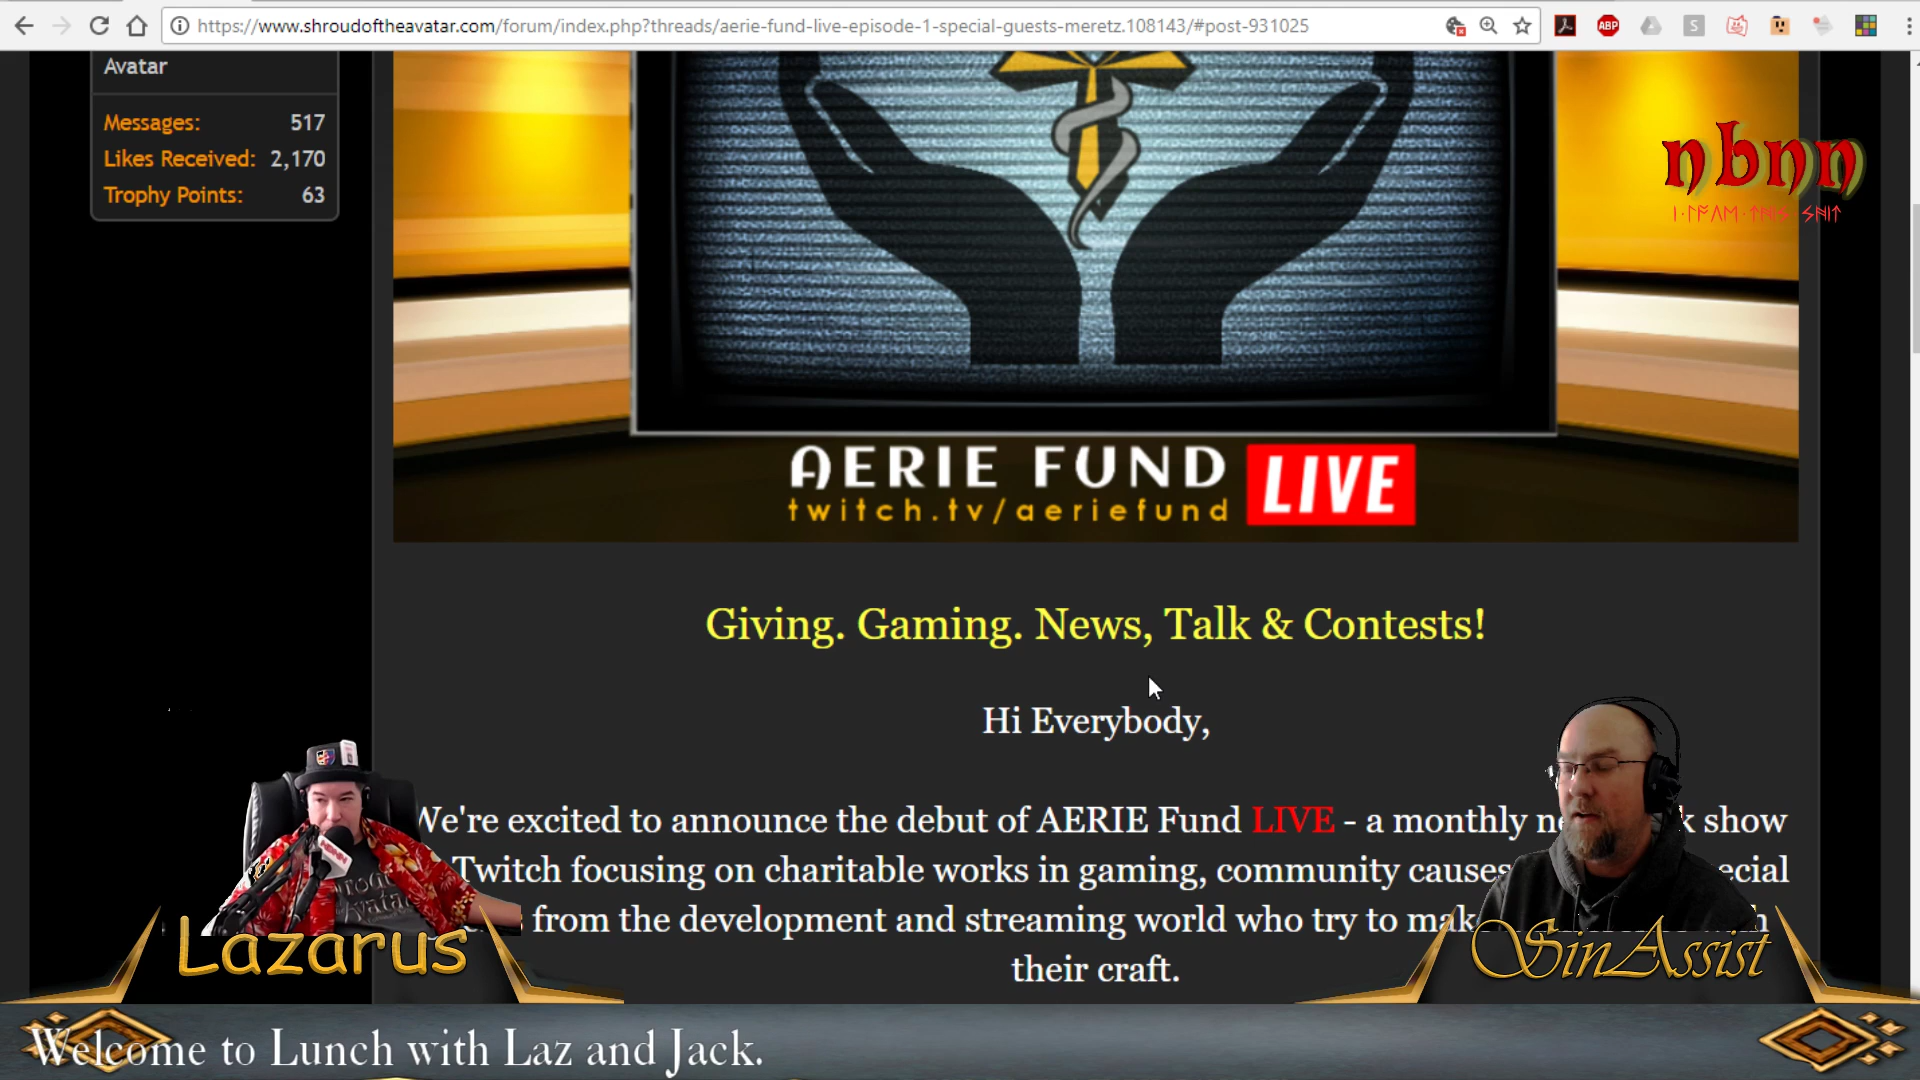 https://www.shroudoftheavatar.com/forum/index.php?threads/aerie-fund-live-episode-1-special-guests-meretz.108143/#post-931025
ABP
S
Avatar
Messages: 517
Likes Received: 2,170
Trophy Points: 63
nbnn
AERIE FUND LIVE
twitch.tv/aeriefund
Giving. Gaming. News, Talk & Contests!
Hi Everybody,
We're excited to announce the debut of AERIE Fund LIVE - a monthly show
Twitch focusing on charitable works in gaming, community causes
from the development and streaming world who try to
their craft.
NBNN
Lazarus
SinAssist
Welcome to Lunch with Laz and Jack.